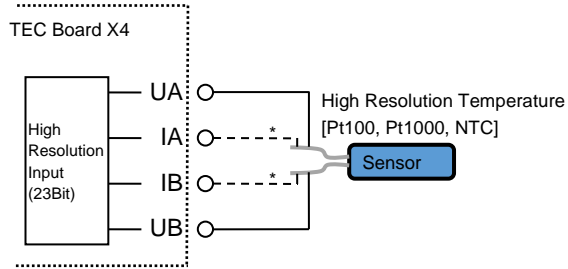 TEC Board X4
UA
IA
IB
UB
High
Resolution
Input
(23Bit)
*
*
High Resolution Temperature
[Pt100, Pt1000, NTC]
Sensor